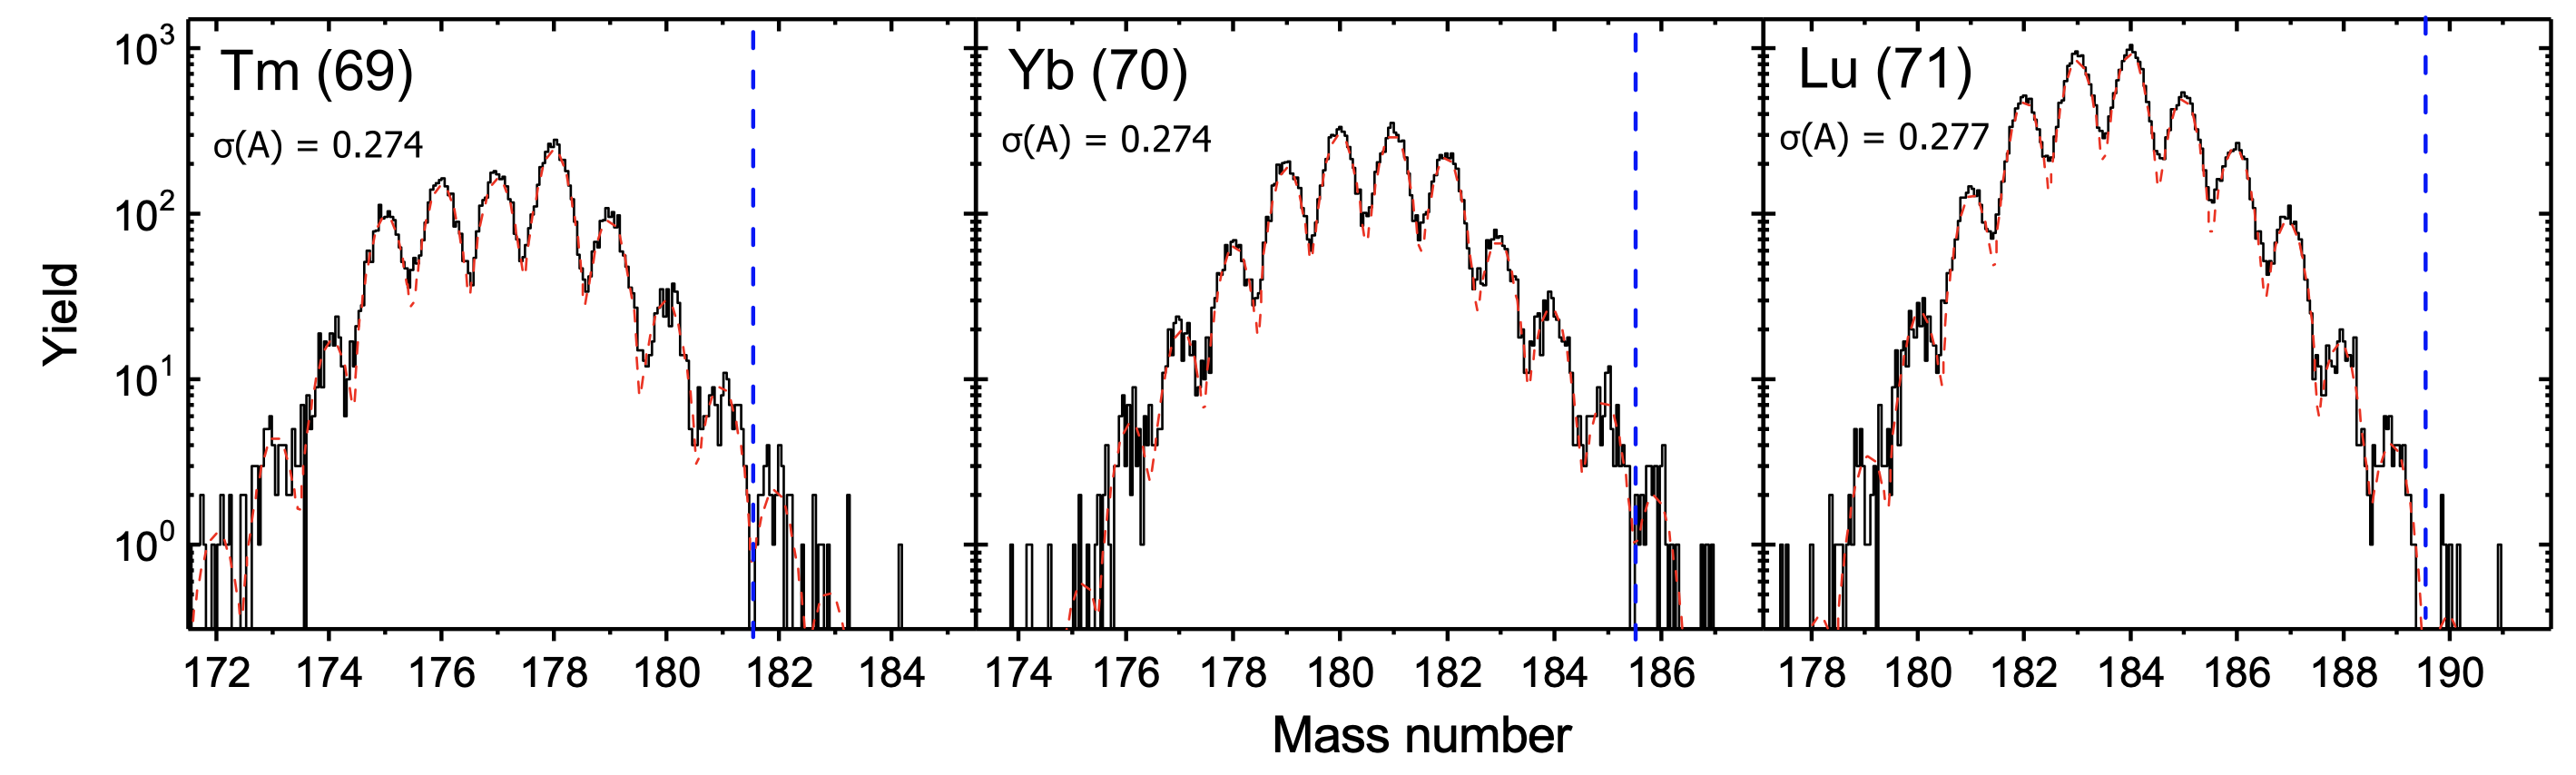 Tm (69)
σ(A) = 0.274
Yb (70)
σ(A) = 0.274
Lu (71)
σ(A) = 0.277
Yield
10³
10²
10¹
10⁰
172 174 176 178 180 182 184
174 176 178 180 182 184 186
178 180 182 184 186 188 190
Mass number